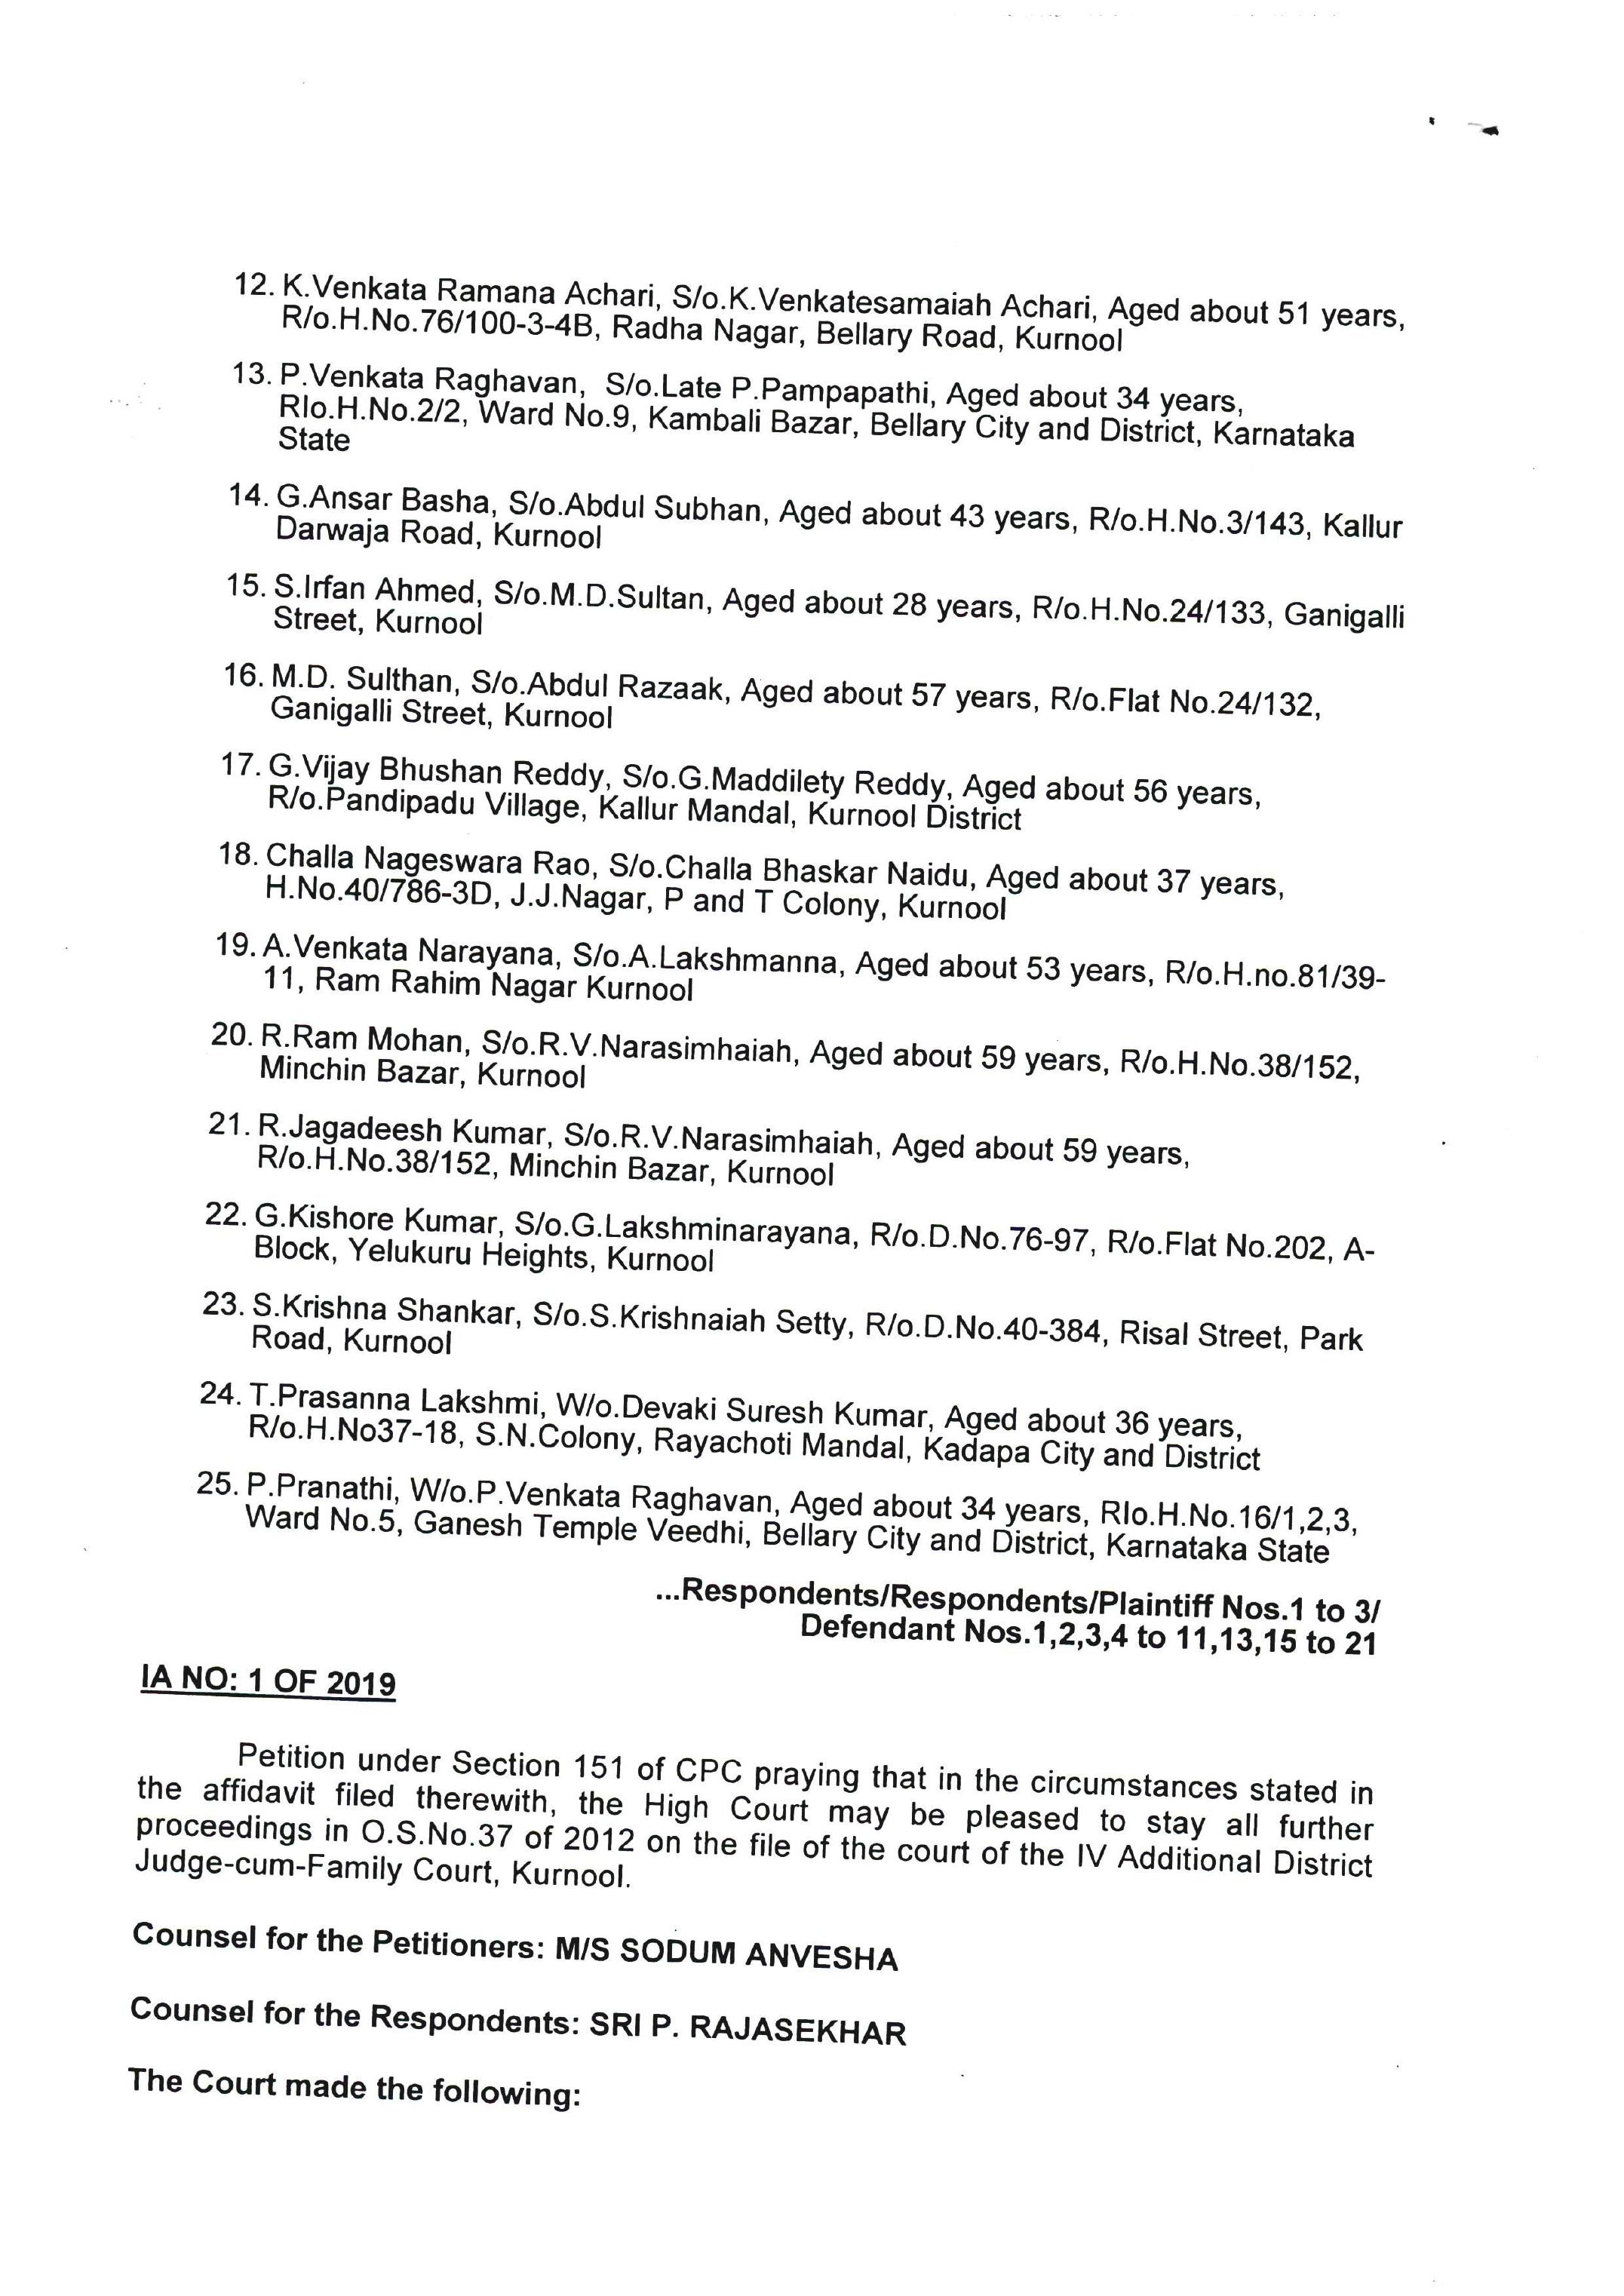 12. K.Venkata Ramana Achari, S/o.K.Venkatesamaiah Achari, Aged about 51 years,
R/o.H.No.76/100-3-4B, Radha Nagar, Bellary Road, Kurnool
13. P.Venkata Raghavan, S/o.Late P.Pampapathi, Aged about 34 years,
Rlo.H.No.2/2, Ward No.9, Kambali Bazar, Bellary City and District, Karnataka
State
14. G.Ansar Basha, S/o.Abdul Subhan, Aged about 43 years, R/o.H.No.3/143, Kallur
Darwaja Road, Kurnool
15. S.Irfan Ahmed, S/o.M.D.Sultan, Aged about 28 years, R/o.H.No.24/133, Ganigalli
Street, Kurnool
16. M.D. Sulthan, S/o.Abdul Razaak, Aged about 57 years, R/o.Flat No.24/132,
Ganigalli Street, Kurnool
17. G.Vijay Bhushan Reddy, S/o.G.Maddilety Reddy, Aged about 56 years,
R/o.Pandipadu Village, Kallur Mandal, Kurnool District
18. Challa Nageswara Rao, S/o.Challa Bhaskar Naidu, Aged about 37 years,
H.No.40/786-3D, J.J.Nagar, P and T Colony, Kurnool
19. A.Venkata Narayana, S/o.A.Lakshmanna, Aged about 53 years, R/o.H.no.81/39-
11, Ram Rahim Nagar Kurnool
20. R.Ram Mohan, S/o.R.V.Narasimhaiah, Aged about 59 years, R/o.H.No.38/152,
Minchin Bazar, Kurnool
21. R.Jagadeesh Kumar, S/o.R.V.Narasimhaiah, Aged about 59 years,
R/o.H.No.38/152, Minchin Bazar, Kurnool
22. G.Kishore Kumar, S/o.G.Lakshminarayana, R/o.D.No.76-97, R/o.Flat No.202, A-
Block, Yelukuru Heights, Kurnool
23. S.Krishna Shankar, S/o.S.Krishnaiah Setty, R/o.D.No.40-384, Risal Street, Park
Road, Kurnool
24. T.Prasanna Lakshmi, W/o.Devaki Suresh Kumar, Aged about 36 years,
R/o.H.No37-18, S.N.Colony, Rayachoti Mandal, Kadapa City and District
25. P.Pranathi, W/o.P.Venkata Raghavan, Aged about 34 years, Rlo.H.No.16/1,2,3,
Ward No.5, Ganesh Temple Veedhi, Bellary City and District, Karnataka State
...Respondents/Respondents/Plaintiff Nos.1 to 3/
Defendant Nos.1,2,3,4 to 11,13,15 to 21
IA NO: 1 OF 2019
Petition under Section 151 of CPC praying that in the circumstances stated in
the affidavit filed therewith, the High Court may be pleased to stay all further
proceedings in O.S.No.37 of 2012 on the file of the court of the IV Additional District
Judge-cum-Family Court, Kurnool.
Counsel for the Petitioners: M/S SODUM ANVESHA
Counsel for the Respondents: SRI P. RAJASEKHAR
The Court made the following: